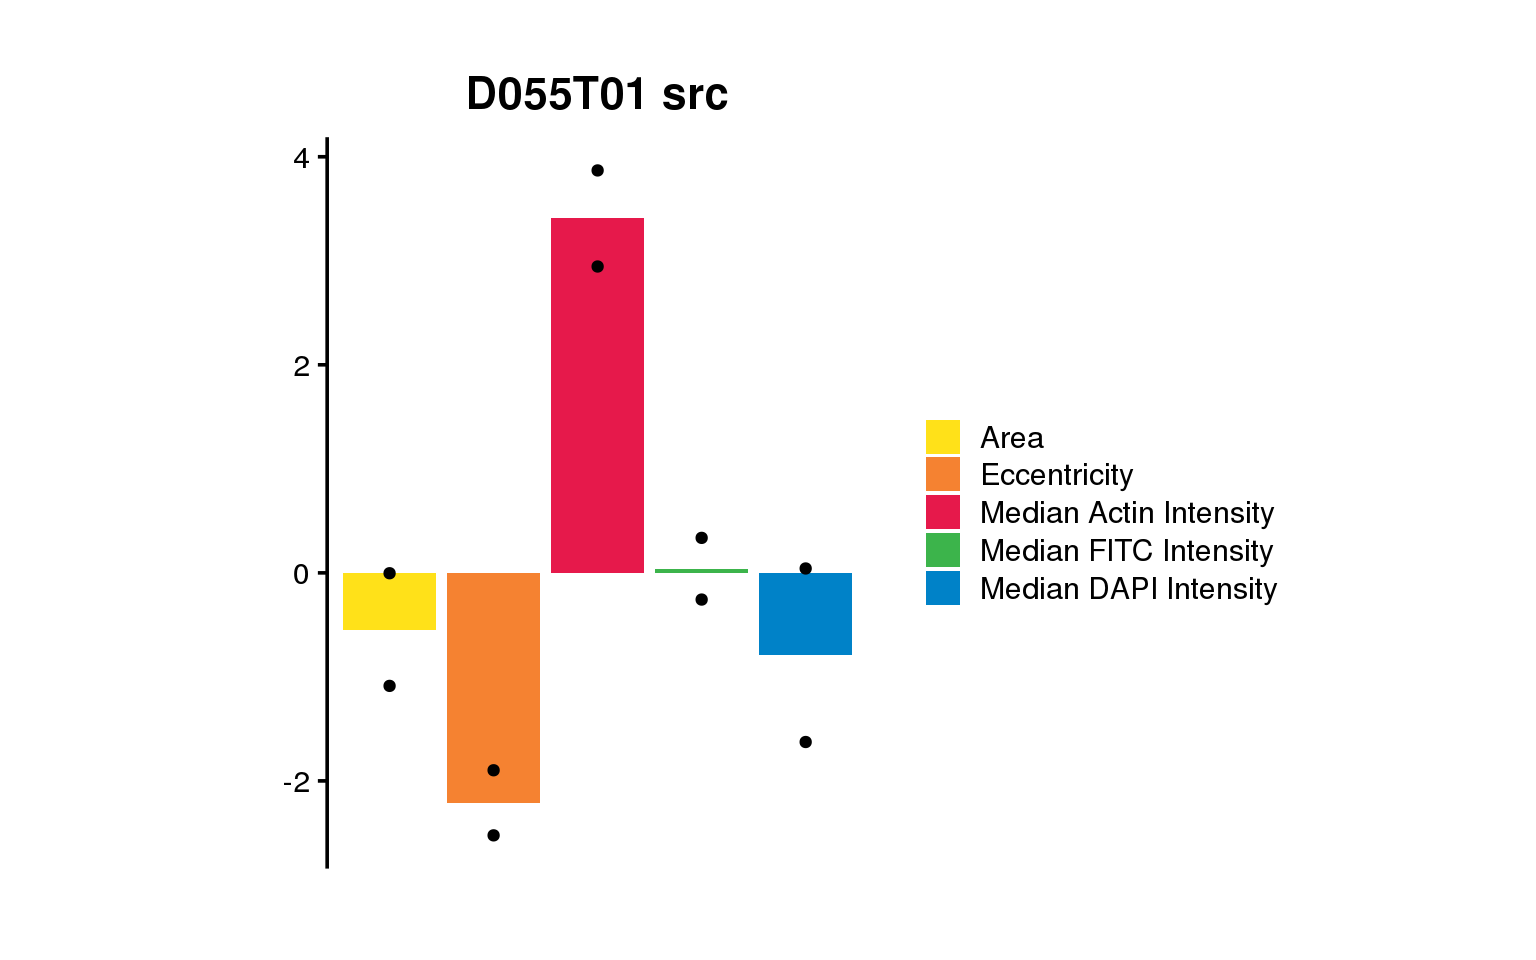 D055T01 src
4
2
0
-2
Area
Eccentricity
Median Actin Intensity
Median FITC Intensity
Median DAPI Intensity